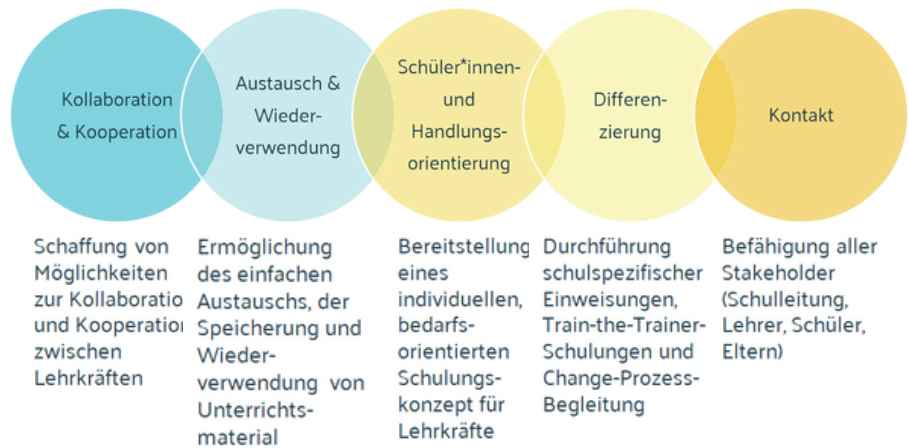 Kollaboration
& Kooperation
Austausch &
Wieder-
verwendung
Schüler*innen-
und
Handlungs-
orientierung
Differen-
zierung
Kontakt
Schaffung von
Möglichkeiten
zur Kollaboratio
und Kooperation
zwischen
Lehrkräften
Ermöglichung
des einfachen
Austauschs, der
Speicherung und
Wieder-
verwendung von
Unterrichts-
material
Bereitstellung
eines
individuellen,
bedarfs-
orientierten
Schulungs-
konzept für
Lehrkräfte
Durchführung
schulspezifischer
Einweisungen,
Train-the-Trainer-
Schulungen und
Change-Prozess-
Begleitung
Befähigung aller
Stakeholder
(Schulleitung,
Lehrer, Schüler,
Eltern)